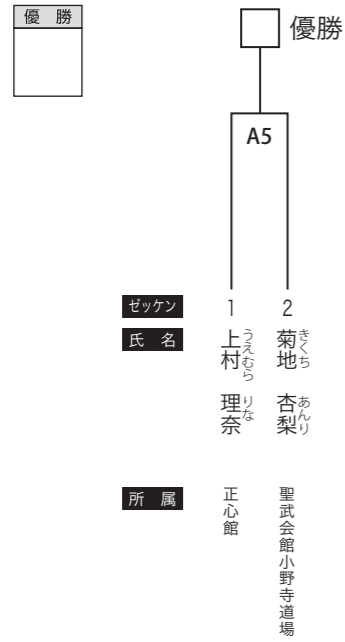 優勝
優勝
A5
ゼッケン
1
2
氏名
上村 理奈
うえむら りな
菊地 杏梨
きくち あんり
所属
正心館
聖武会館小野寺道場